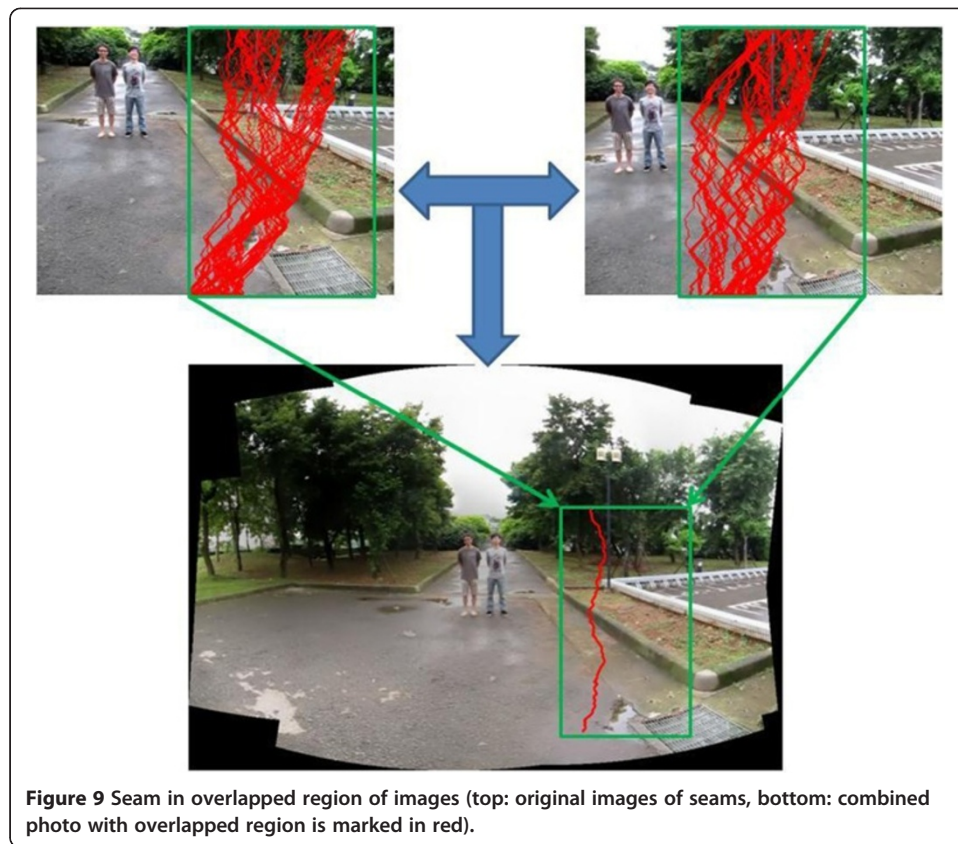 Figure 9 Seam in overlapped region of images (top: original images of seams, bottom: combined
photo with overlapped region is marked in red).